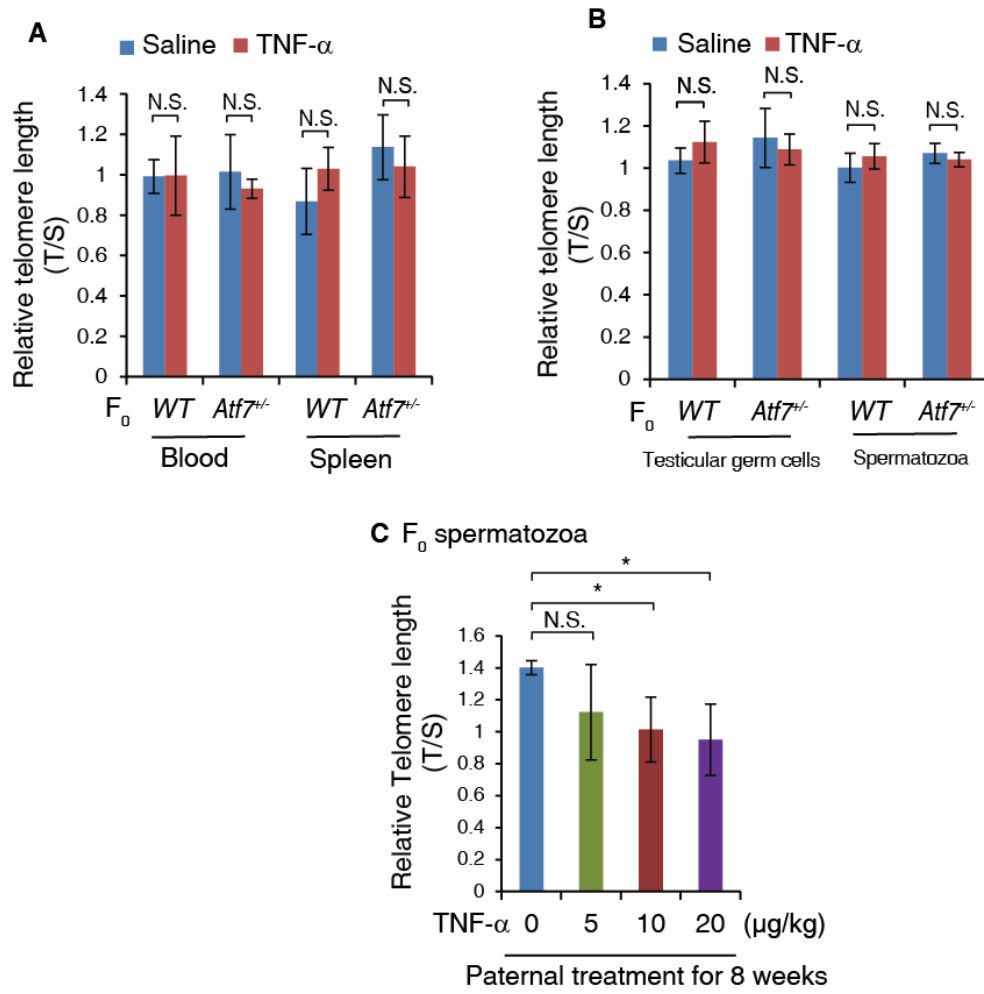 A
Saline TNF-α
Relative telomere length
(T/S)
1.4
1.2
1
0.8
0.6
0.4
0.2
0
N.S. N.S. N.S. N.S.
F₀ WT Atf7⁺/⁻ WT Atf7⁺/⁻
Blood Spleen
B
Saline TNF-α
Relative telomere length
(T/S)
1.4
1.2
1
0.8
0.6
0.4
0.2
0
N.S. N.S. N.S. N.S.
F₀ WT Atf7⁺/⁻ WT Atf7⁺/⁻
Testicular germ cells Spermatozoa
C F₀ spermatozoa
*
*
N.S.
Relative Telomere length
(T/S)
1.6
1.4
1.2
1
0.8
0.6
0.4
0.2
0
TNF-α 0 5 10 20 (µg/kg)
Paternal treatment for 8 weeks